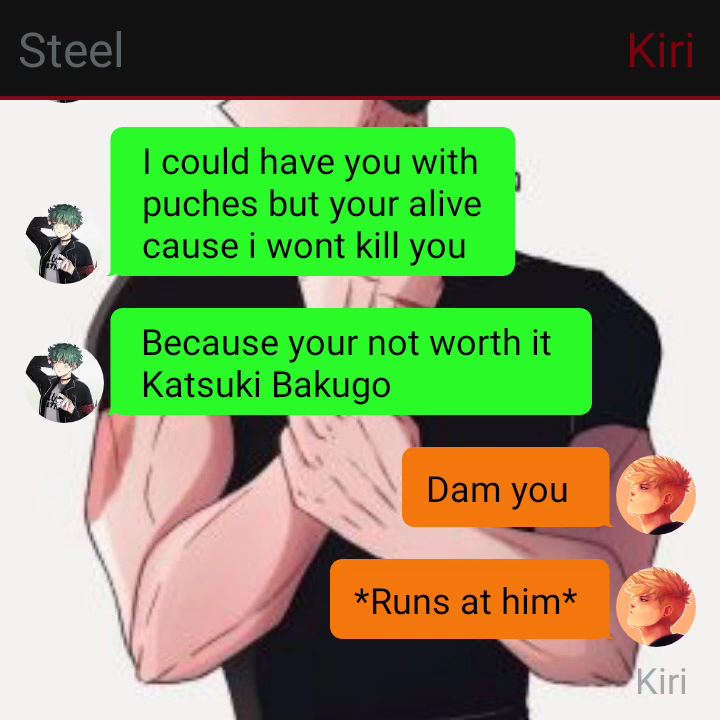 Steel
Kiri
I could have you with
puches but your alive
cause i wont kill you
Because your not worth it
Katsuki Bakugo
Dam you
*Runs at him*
Kiri